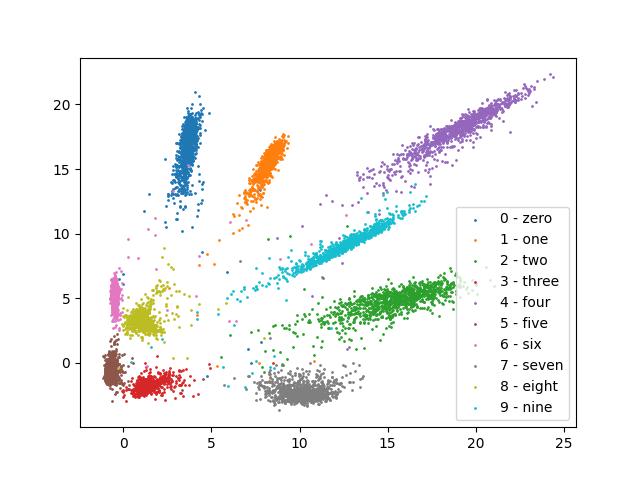 20
15
10
5
0
0
5
10
15
20
25
0 - zero
1 - one
2 - two
3 - three
4 - four
5 - five
6 - six
7 - seven
8 - eight
9 - nine